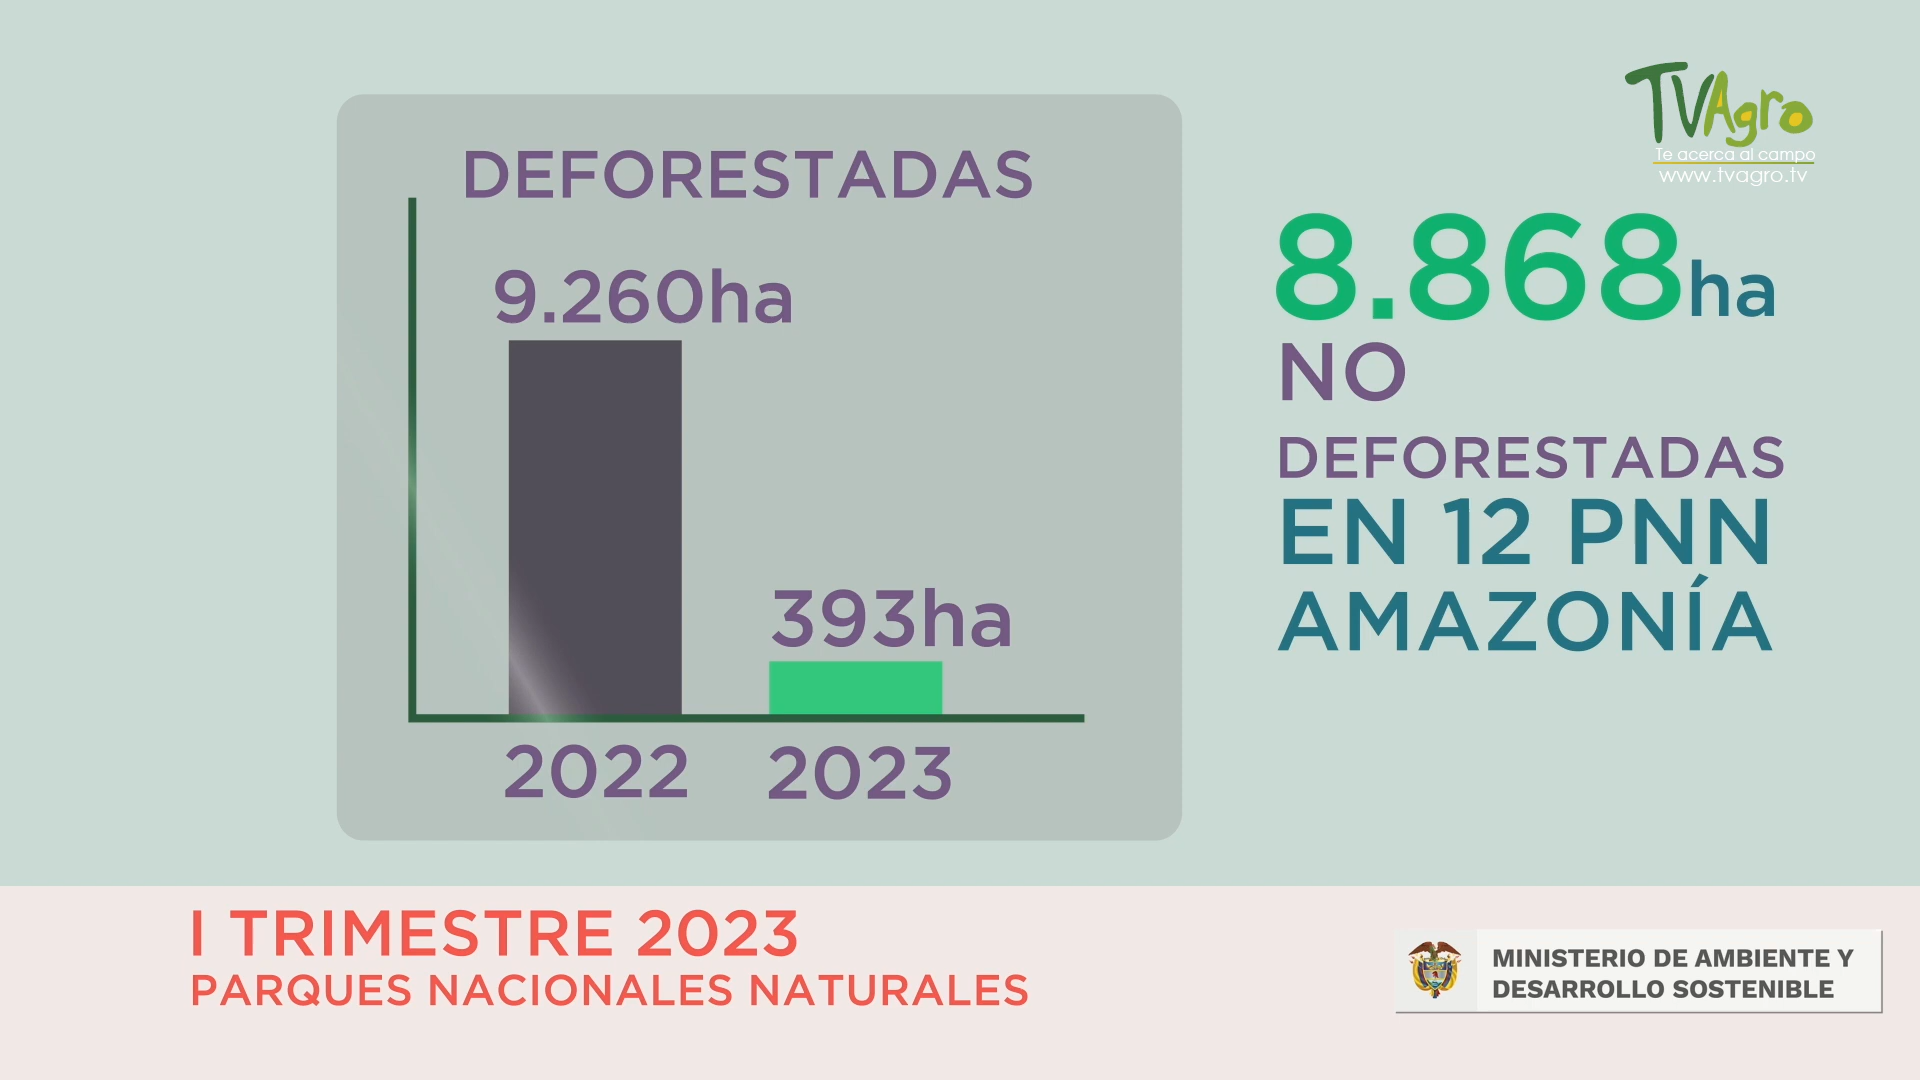 DEFORESTADAS
9.260ha
393ha
2022 2023
TVAgro
Te acerca al campo
www.tvagro.tv
8.868ha
NO
DEFORESTADAS
EN 12 PNN
AMAZONÍA
I TRIMESTRE 2023
PARQUES NACIONALES NATURALES
MINISTERIO DE AMBIENTE Y
DESARROLLO SOSTENIBLE